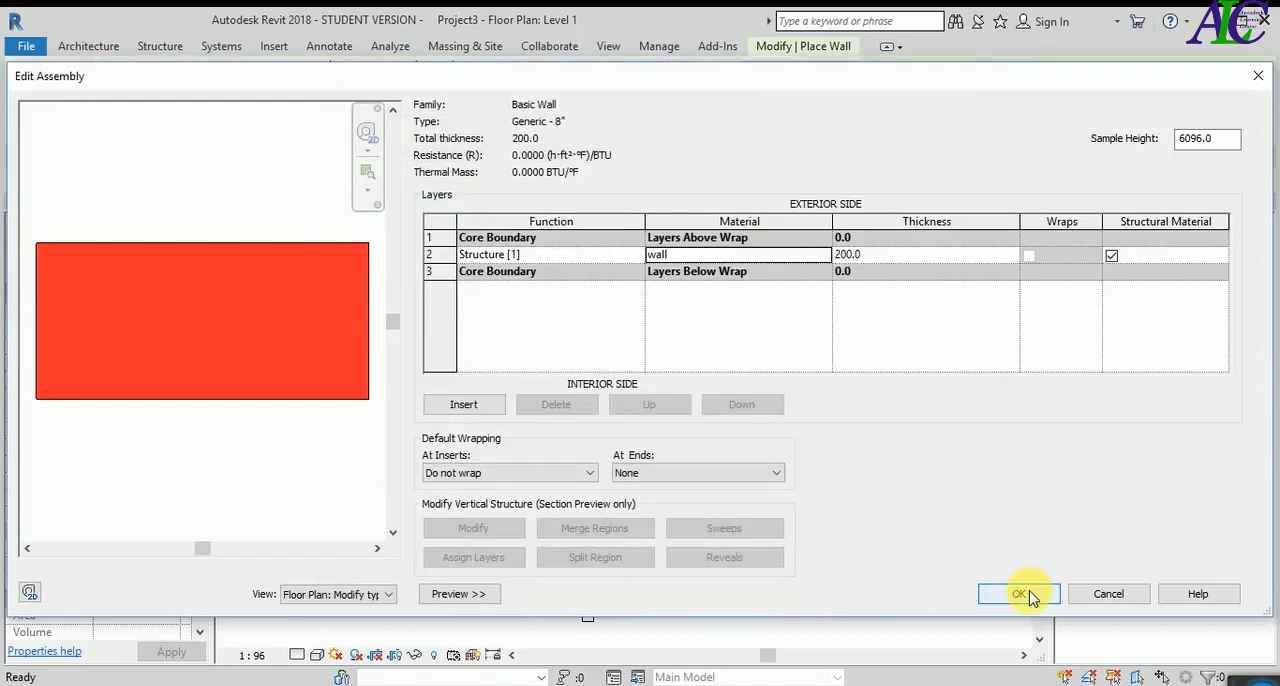 Autodesk Revit 2018 - STUDENT VERSION - Project3 - Floor Plan: Level 1
Type a keyword or phrase
Sign In
ALC
File Architecture Structure Systems Insert Annotate Analyze Massing & Site Collaborate View Manage Add-Ins Modify | Place Wall
Edit Assembly
Family: Basic Wall
Type: Generic - 8"
Total thickness: 200.0
Resistance (R): 0.0000 (h·ft²·°F)/BTU
Thermal Mass: 0.0000 BTU/°F
Sample Height: 6096.0
Layers
EXTERIOR SIDE
Function Material Thickness Wraps Structural Material
1 Core Boundary Layers Above Wrap 0.0
2 Structure [1] wall 200.0
3 Core Boundary Layers Below Wrap 0.0
INTERIOR SIDE
Insert Delete Up Down
Default Wrapping
At Inserts: At Ends:
Do not wrap None
Modify Vertical Structure (Section Preview only)
Modify Merge Regions Sweeps
Assign Layers Split Region Reveals
2D
View: Floor Plan: Modify typ Preview >> OK Cancel Help
Volume
Properties help Apply
1 : 96
Ready :0 Main Model :0